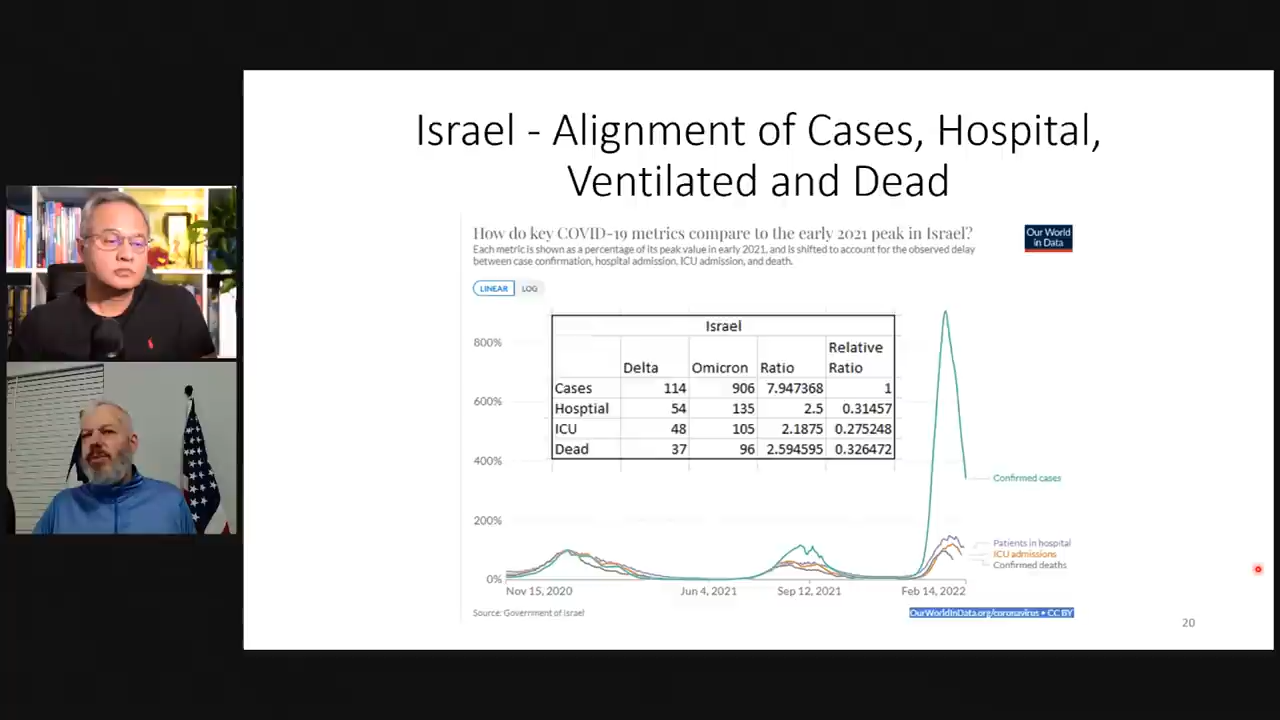 Israel - Alignment of Cases, Hospital,
Ventilated and Dead
How do key COVID-19 metrics compare to the early 2021 peak in Israel?
Each metric is shown as a percentage of its peak value in early 2021, and is shifted to account for the observed delay
between case confirmation, hospital admission, ICU admission, and death.
Our World
in Data
LINEAR LOG
Israel
Delta Omicron Ratio Relative Ratio
Cases 114 906 7.947368 1
Hosptial 54 135 2.5 0.31457
ICU 48 105 2.1875 0.275248
Dead 37 96 2.594595 0.326472
800%
600%
400%
200%
0%
Confirmed cases
Patients in hospital
ICU admissions
Confirmed deaths
Nov 15, 2020 Jun 4, 2021 Sep 12, 2021 Feb 14, 2022
Source: Government of Israel
OurWorldInData.org/coronavirus • CC BY
20